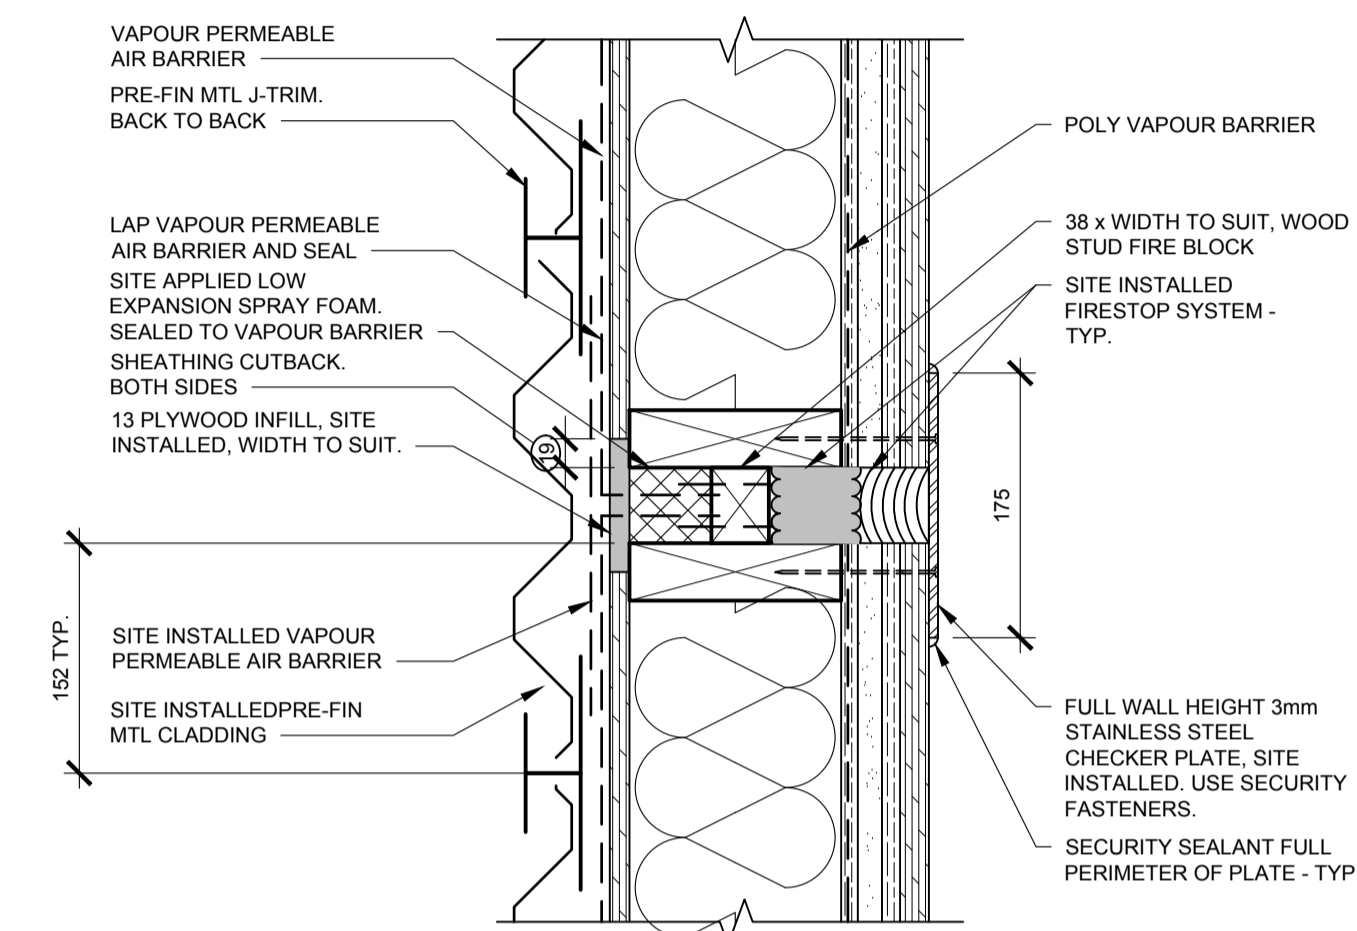 VAPOUR PERMEABLE
AIR BARRIER
PRE-FIN MTL J-TRIM.
BACK TO BACK
LAP VAPOUR PERMEABLE
AIR BARRIER AND SEAL
SITE APPLIED LOW
EXPANSION SPRAY FOAM.
SEALED TO VAPOUR BARRIER
SHEATHING CUTBACK.
BOTH SIDES
13 PLYWOOD INFILL, SITE
INSTALLED, WIDTH TO SUIT.
19
152 TYP.
SITE INSTALLED VAPOUR
PERMEABLE AIR BARRIER
SITE INSTALLEDPRE-FIN
MTL CLADDING
POLY VAPOUR BARRIER
38 x WIDTH TO SUIT, WOOD
STUD FIRE BLOCK
SITE INSTALLED
FIRESTOP SYSTEM -
TYP.
175
FULL WALL HEIGHT 3mm
STAINLESS STEEL
CHECKER PLATE, SITE
INSTALLED. USE SECURITY
FASTENERS.
SECURITY SEALANT FULL
PERIMETER OF PLATE - TYP